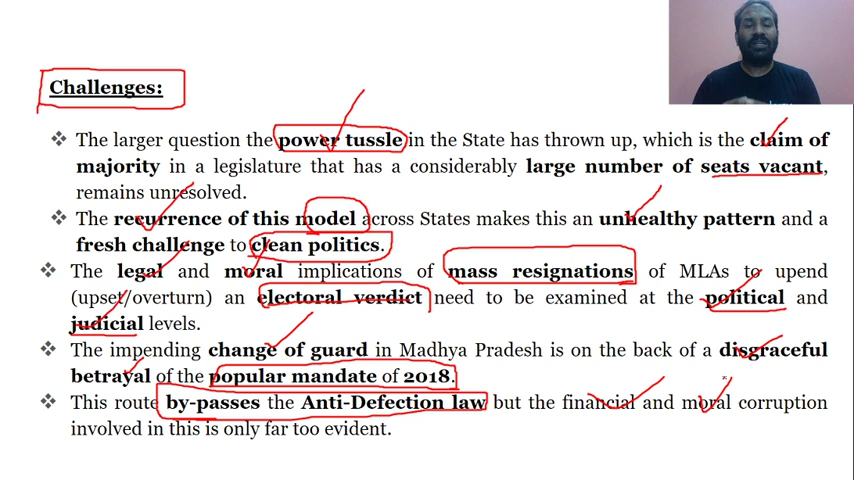 Challenges:
❖ The larger question the power tussle in the State has thrown up, which is the claim of
majority in a legislature that has a considerably large number of seats vacant,
remains unresolved.
❖ The recurrence of this model across States makes this an unhealthy pattern and a
fresh challenge to clean politics.
❖ The legal and moral implications of mass resignations of MLAs to upend
(upset/overturn) an electoral verdict need to be examined at the political and
judicial levels.
❖ The impending change of guard in Madhya Pradesh is on the back of a disgraceful
betrayal of the popular mandate of 2018.
❖ This route by-passes the Anti-Defection law but the financial and moral corruption
involved in this is only far too evident.